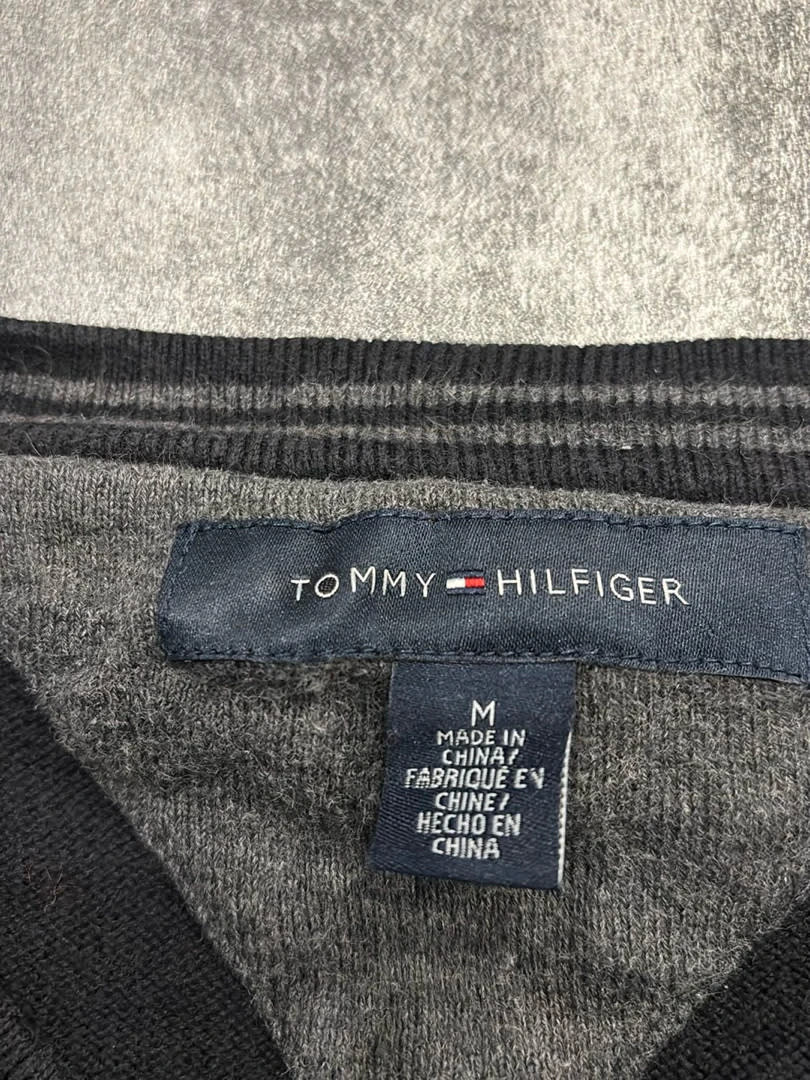 TOMMY HILFIGER
M
MADE IN
CHINA/
FABRIQUÉ EN
CHINE/
HECHO EN
CHINA